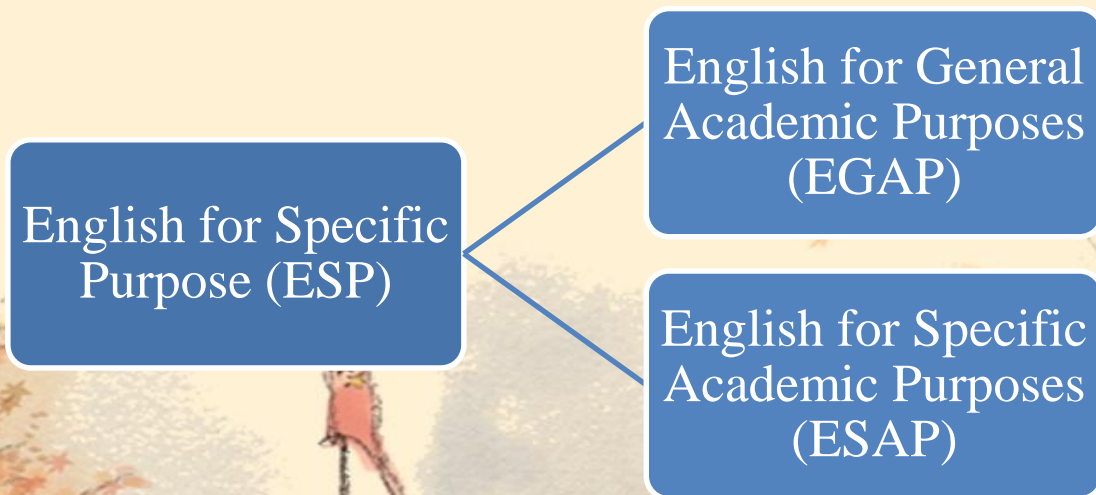 English for General
Academic Purposes
(EGAP)
English for Specific
Purpose (ESP)
English for Specific
Academic Purposes
(ESAP)